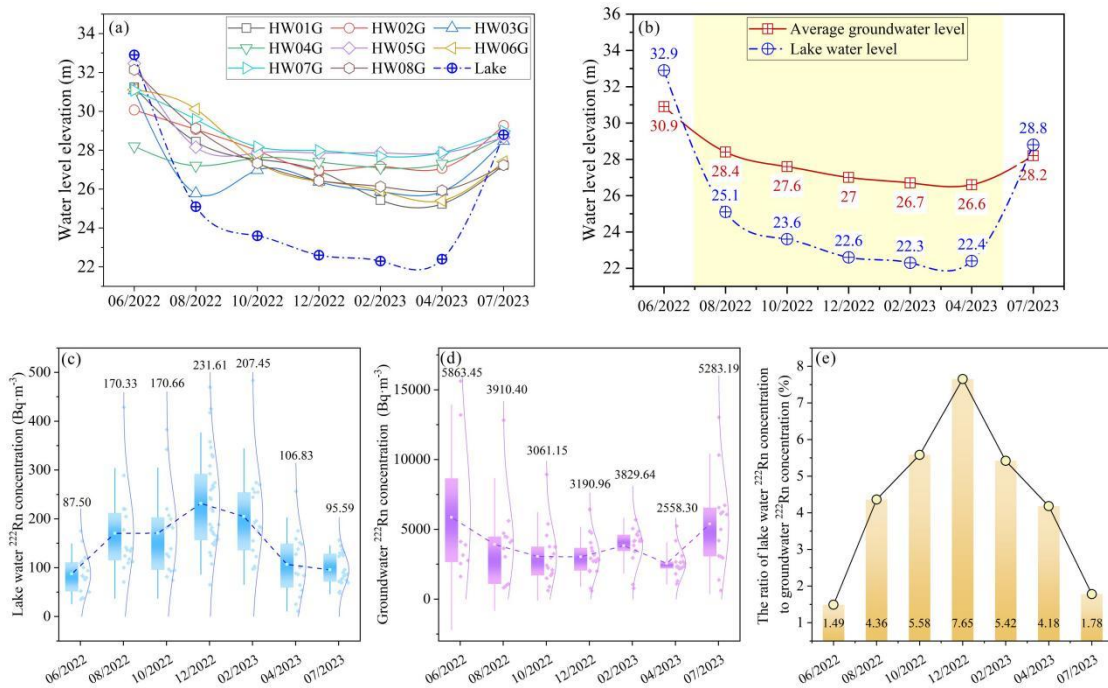 (a)
HW01G HW02G HW03G
HW04G HW05G HW06G
HW07G HW08G Lake
Water level elevation (m)
34
32
30
28
26
24
22
06/2022 08/2022 10/2022 12/2022 02/2023 04/2023 07/2023
(b)
Average groundwater level
Lake water level
Water level elevation (m)
34
32
30
28
26
24
22
32.9
30.9
28.4
27.6
27
26.7
26.6
28.8
28.2
25.1
23.6
22.6
22.3
22.4
06/2022 08/2022 10/2022 12/2022 02/2023 04/2023 07/2023
(c)
Lake water ²²²Rn concentration (Bq·m⁻³)
500
400
300
200
100
0
87.50
170.33
170.66
231.61
207.45
106.83
95.59
06/2022 08/2022 10/2022 12/2022 02/2023 04/2023 07/2023
(d)
Groundwater ²²²Rn concentration (Bq·m⁻³)
15000
10000
5000
0
5863.45
3910.40
3061.15
3190.96
3829.64
2558.30
5283.19
06/2022 08/2022 10/2022 12/2022 02/2023 04/2023 07/2023
(e)
The ratio of lake water ²²²Rn concentration
to groundwater ²²²Rn concentration (%)
8
7
6
5
4
3
2
1
1.49 4.36 5.58 7.65 5.42 4.18 1.78
06/2022 08/2022 10/2022 12/2022 02/2023 04/2023 07/2023